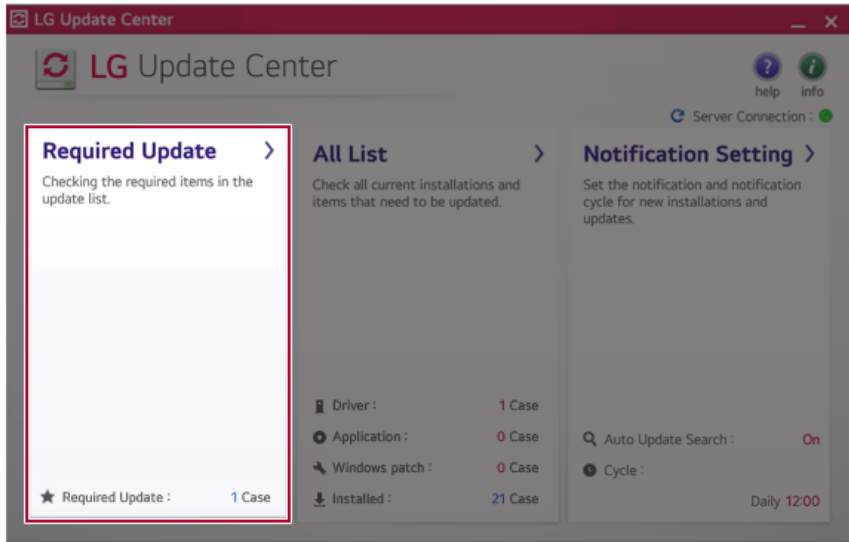 LG Update Center
LG Update Center
help
info
Server Connection :
Required Update
Checking the required items in the
update list.
Required Update :
1 Case
All List
Check all current installations and
items that need to be updated.
Driver :
1 Case
Application :
0 Case
Windows patch :
0 Case
Installed :
21 Case
Notification Setting
Set the notification and notification
cycle for new installations and
updates.
Auto Update Search :
On
Cycle :
Daily 12:00